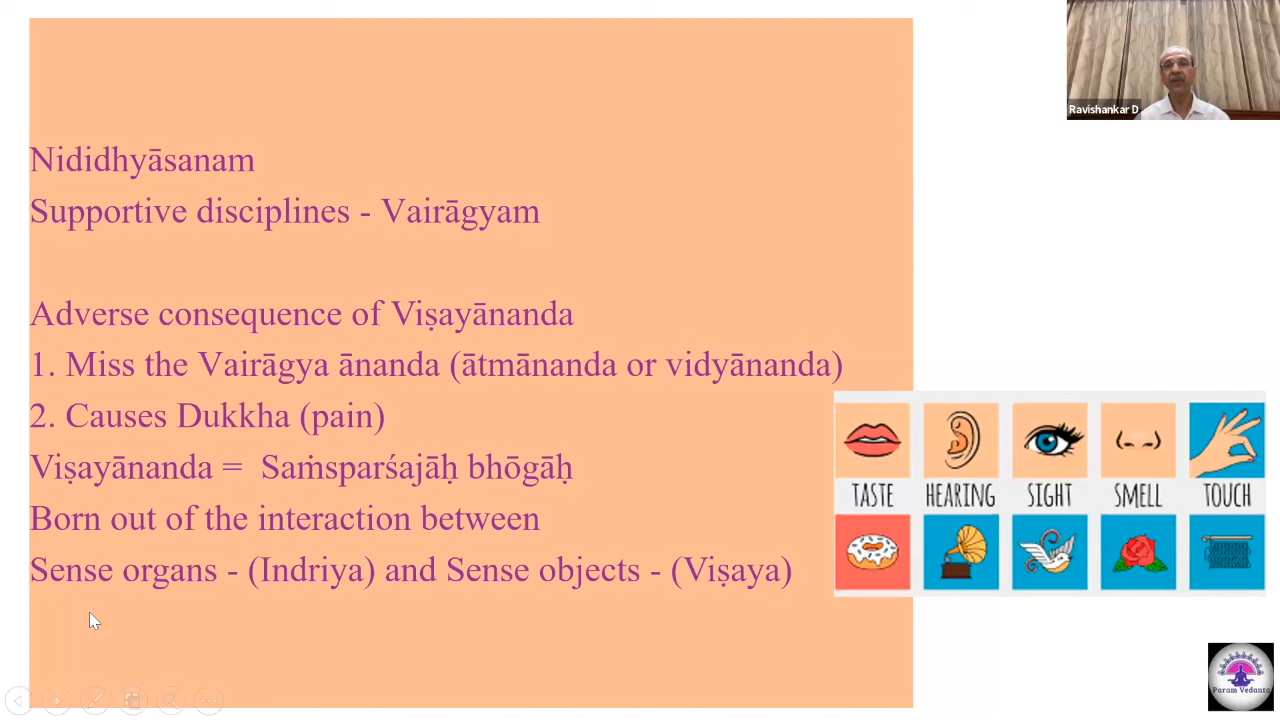 Ravishankar D
Nididhyāsanam
Supportive disciplines - Vairāgyam
Adverse consequence of Viṣayānanda
1. Miss the Vairāgya ānanda (ātmānanda or vidyānanda)
2. Causes Dukkha (pain)
Viṣayānanda = Saṁsparśajāḥ bhōgāḥ
Born out of the interaction between
Sense organs - (Indriya) and Sense objects - (Viṣaya)
TASTE HEARING SIGHT SMELL TOUCH
Param Vedanta